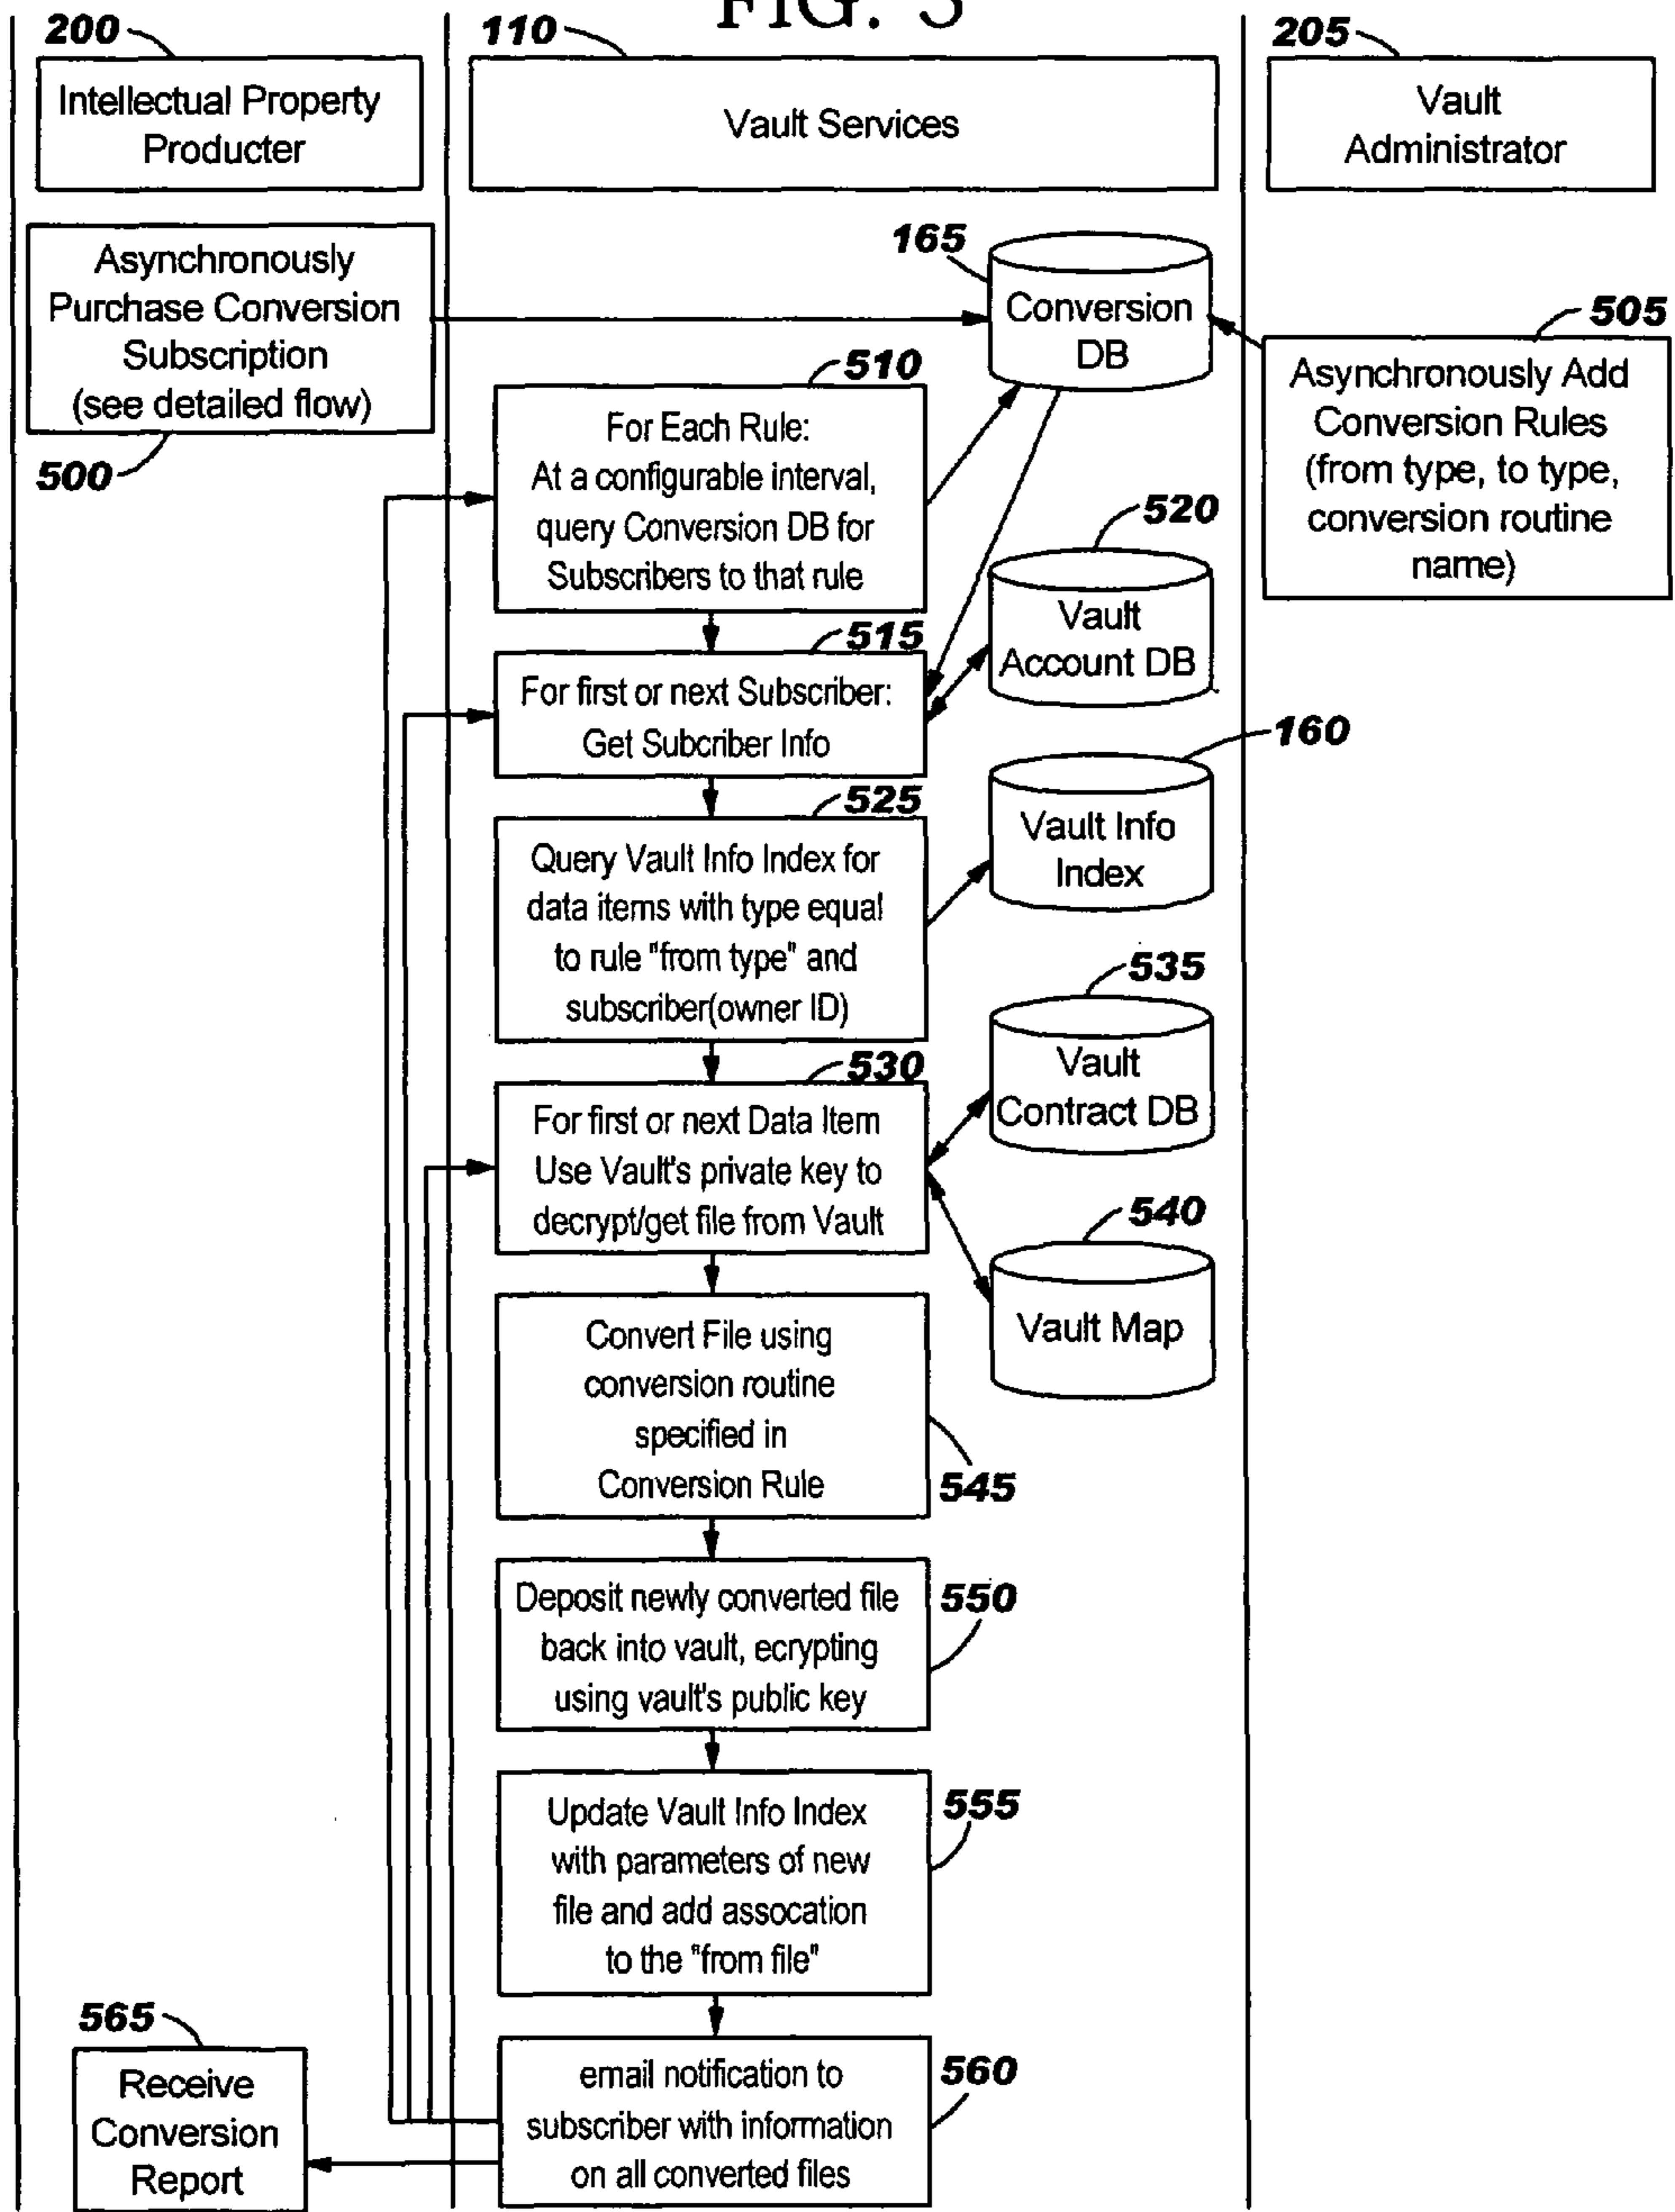 FIG. 5
200
110
205
Intellectual Property
Producter
Vault Services
Vault
Administrator
Asynchronously
Purchase Conversion
Subscription
(see detailed flow)
500
165
Conversion
DB
505
Asynchronously Add
Conversion Rules
(from type, to type,
conversion routine
name)
510
For Each Rule:
At a configurable interval,
query Conversion DB for
Subscribers to that rule
520
Vault
Account DB
515
For first or next Subscriber:
Get Subcriber Info
160
Vault Info
Index
525
Query Vault Info Index for
data items with type equal
to rule "from type" and
subscriber(owner ID)
535
Vault
Contract DB
530
For first or next Data Item
Use Vault's private key to
decrypt/get file from Vault
540
Vault Map
Convert File using
conversion routine
specified in
Conversion Rule
545
Deposit newly converted file
back into vault, ecrypting
using vault's public key
550
Update Vault Info Index
with parameters of new
file and add assocation
to the "from file"
555
565
Receive
Conversion
Report
email notification to
subscriber with information
on all converted files
560